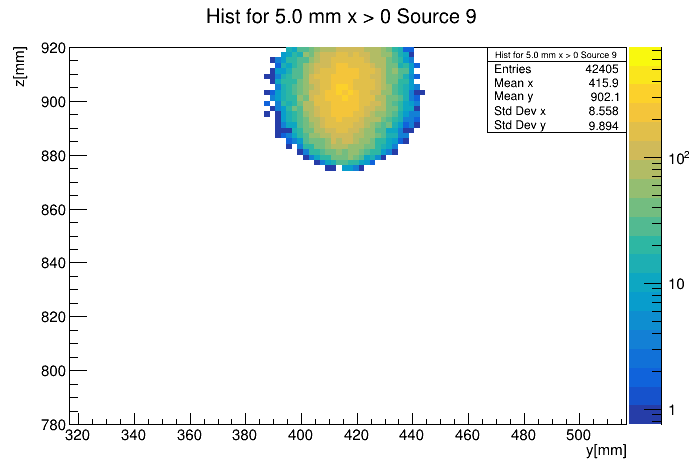 Hist for 5.0 mm x > 0 Source 9
z[mm]
920
900
880
860
840
820
800
780
320 340 360 380 400 420 440 460 480 500
y[mm]
Hist for 5.0 mm x > 0 Source 9
Entries 42405
Mean x 415.9
Mean y 902.1
Std Dev x 8.558
Std Dev y 9.894
10²
10
1